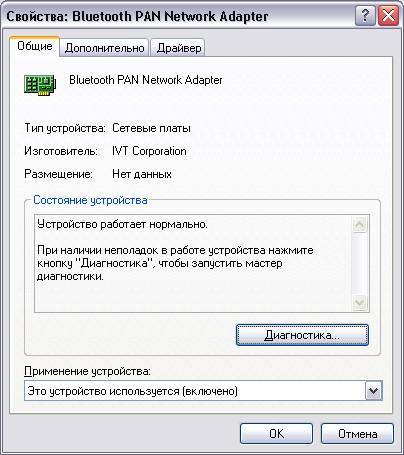 Свойства: Bluetooth PAN Network Adapter
Общие Дополнительно Драйвер
Bluetooth PAN Network Adapter
Тип устройства: Сетевые платы
Изготовитель: IVT Corporation
Размещение: Нет данных
Состояние устройства
Устройство работает нормально.
При наличии неполадок в работе устройства нажмите
кнопку "Диагностика", чтобы запустить мастер
диагностики.
Диагностика...
Применение устройства:
Это устройство используется (включено)
OK Отмена